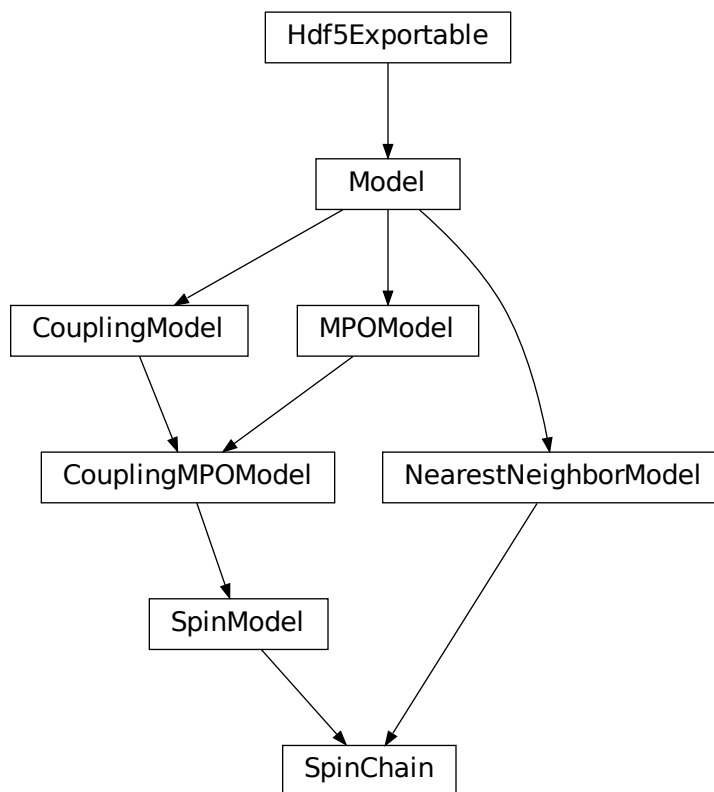 Hdf5Exportable
Model
CouplingModel
MPOModel
CouplingMPOModel
NearestNeighborModel
SpinModel
SpinChain